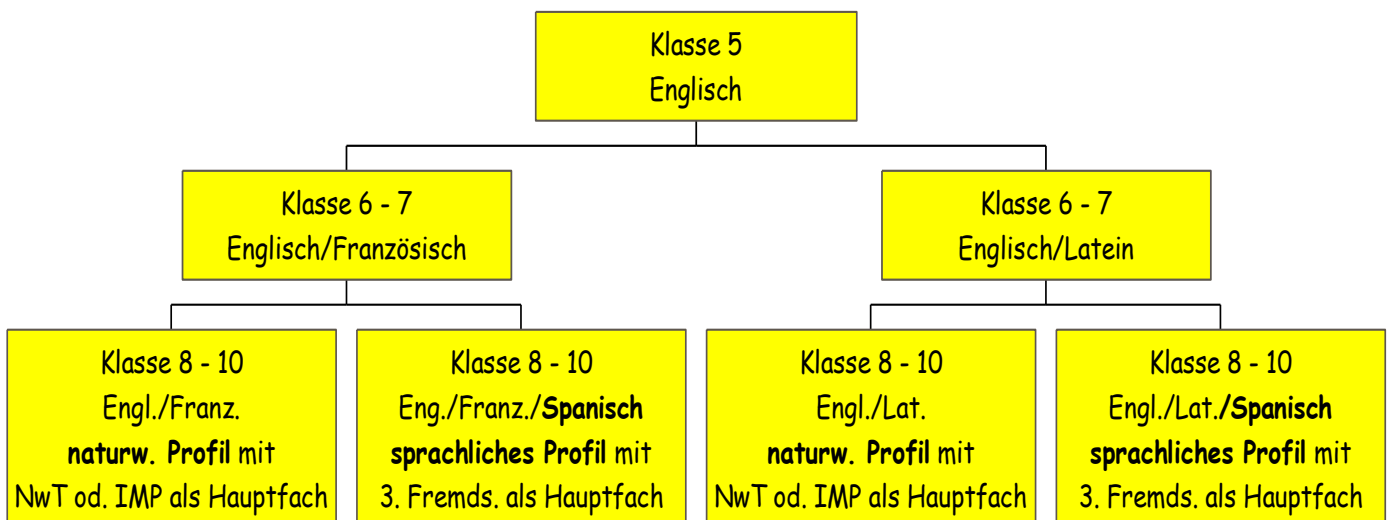 Klasse 5
Englisch
Klasse 6 - 7
Englisch/Französisch
Klasse 6 - 7
Englisch/Latein
Klasse 8 - 10
Engl./Franz.
naturw. Profil mit
NwT od. IMP als Hauptfach
Klasse 8 - 10
Eng./Franz./Spanisch
sprachliches Profil mit
3. Fremds. als Hauptfach
Klasse 8 - 10
Engl./Lat.
naturw. Profil mit
NwT od. IMP als Hauptfach
Klasse 8 - 10
Engl./Lat./Spanisch
sprachliches Profil mit
3. Fremds. als Hauptfach